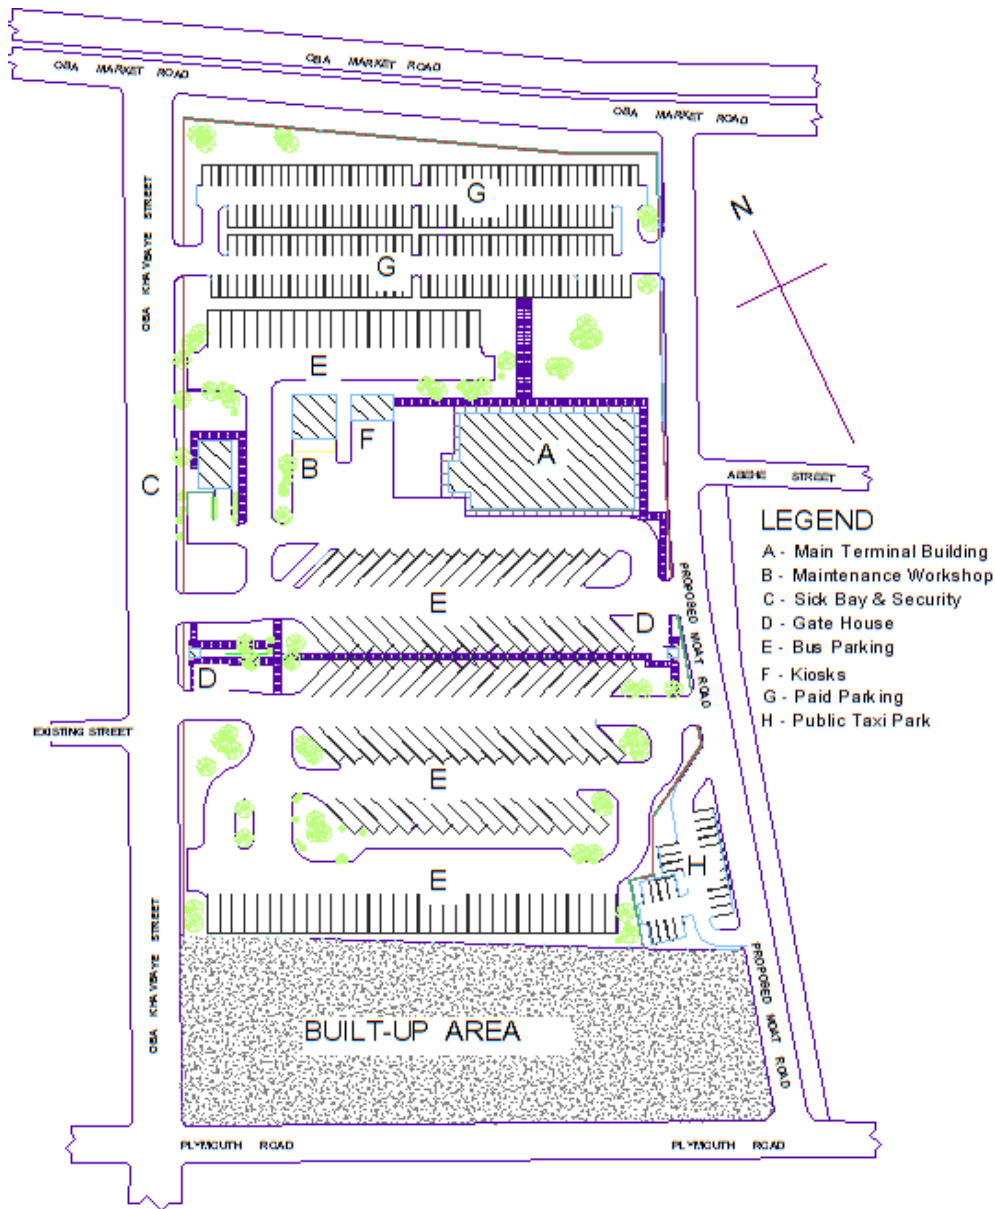 OBA MARKET ROAD
OBA MARKET ROAD
OBA MARKET ROAD
G
N
OBA KHAVBAYE STREET
G
E
F
A
B
C
ABEHE STREET
LEGEND
A - Main Terminal Building
B - Maintenance Workshop
C - Sick Bay & Security
D - Gate House
E - Bus Parking
F - Kiosks
G - Paid Parking
H - Public Taxi Park
E
PROPOSED MOAT ROAD
D
D
EXISTING STREET
E
H
E
OBA KHAVBAYE STREET
PROPOSED MOAT ROAD
BUILT-UP AREA
PLYMOUTH ROAD
PLYMOUTH ROAD